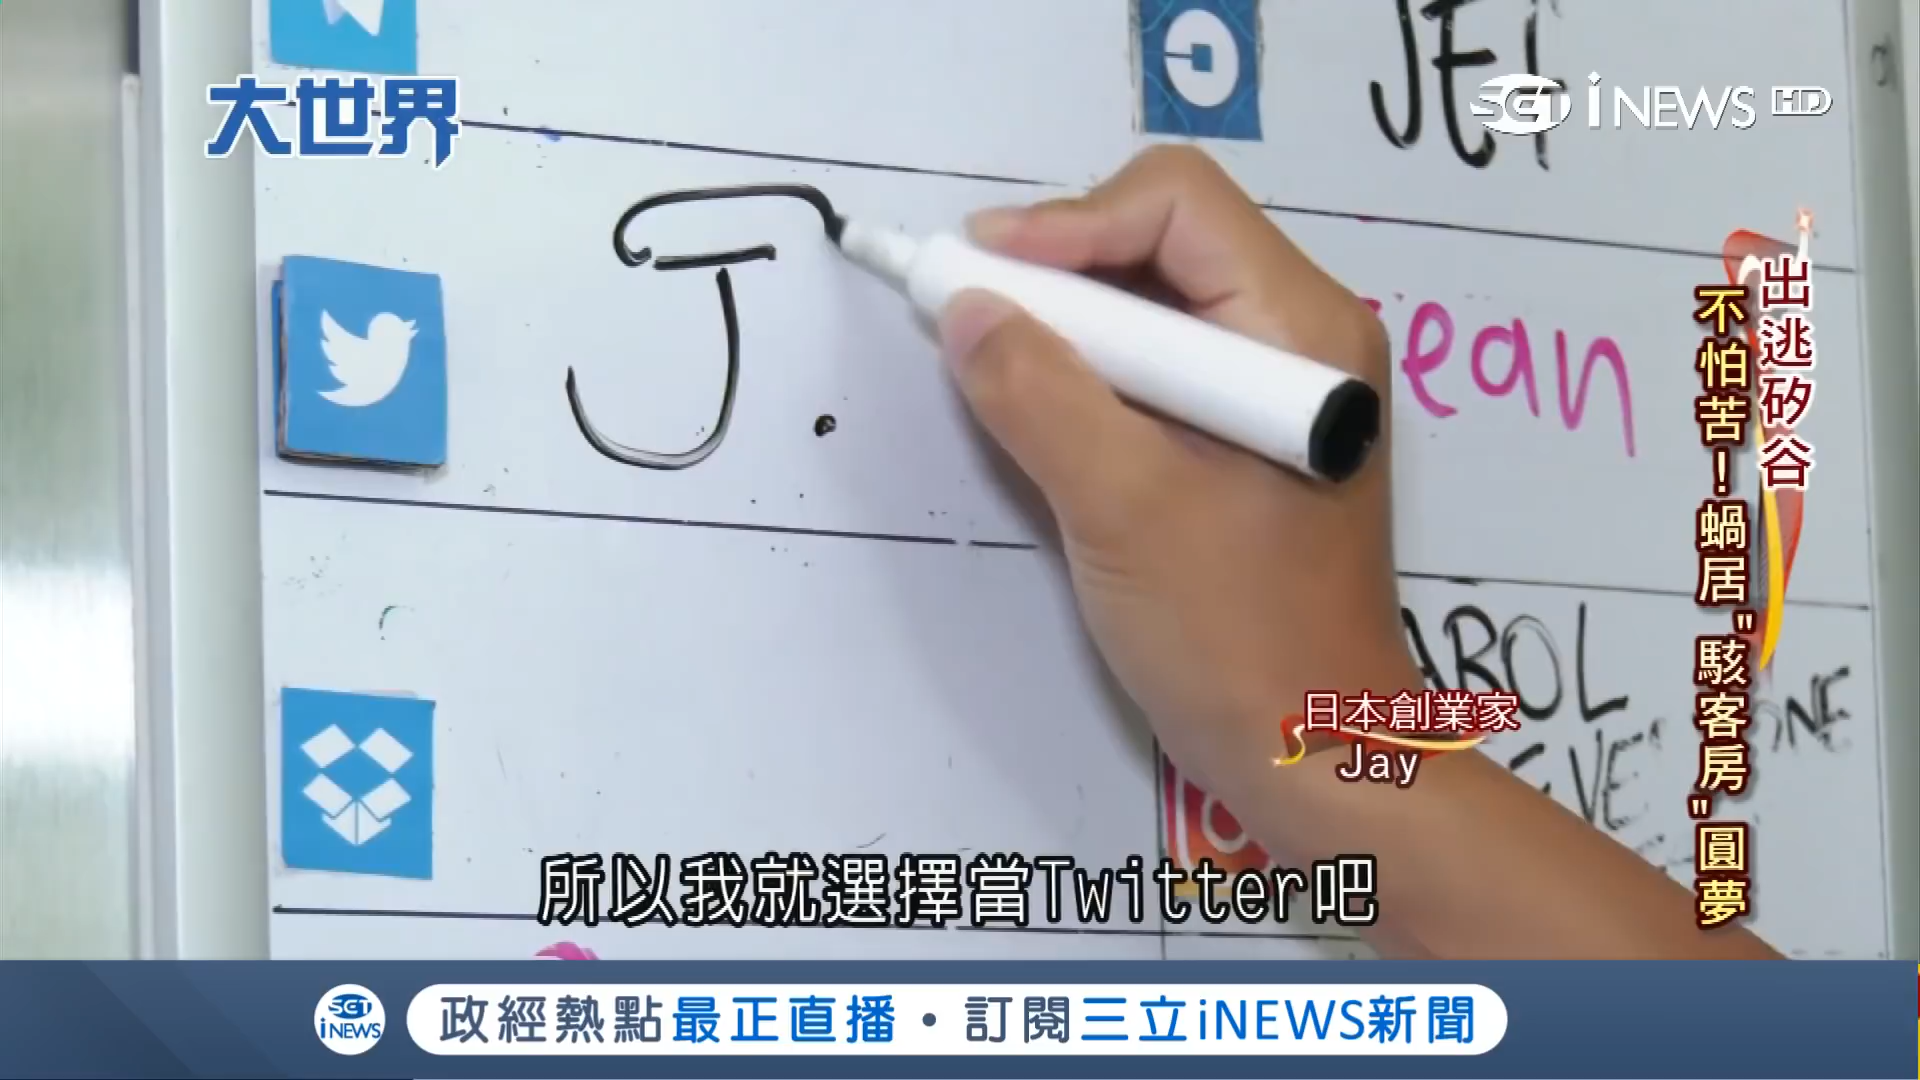 大世界
SET iNEWS HD
JEI
J.
ean
出逃矽谷
不怕苦!蝸居"駭客房"圓夢
日本創業家
Jay
所以我就選擇當Twitter吧
SET iNEWS
政經熱點最正直播・訂閱三立iNEWS新聞